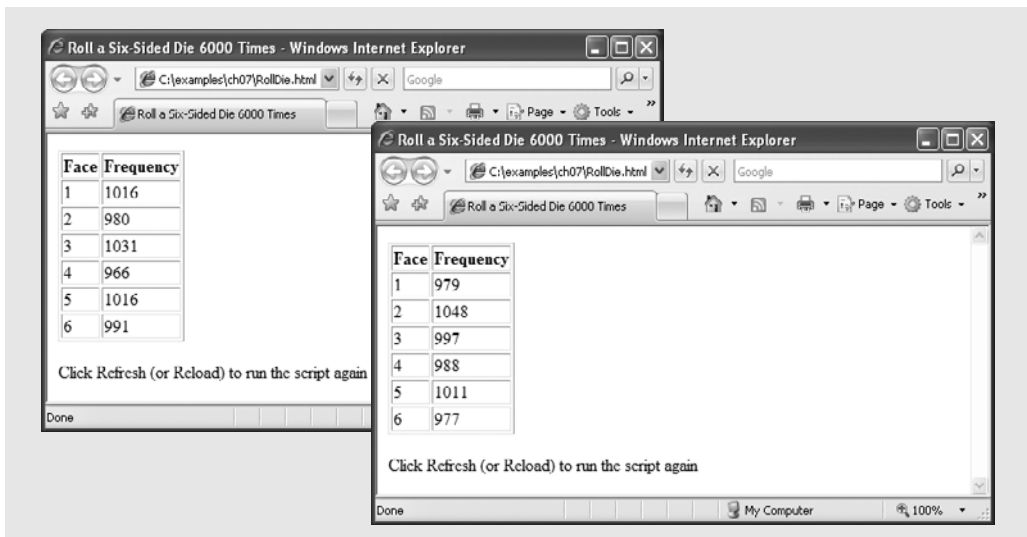 Roll a Six-Sided Die 6000 Times - Windows Internet Explorer
C:\examples\ch07\RollDie.html
Google
Roll a Six-Sided Die 6000 Times
Page
Tools
»
Face Frequency
1 1016
2 980
3 1031
4 966
5 1016
6 991
Click Refresh (or Reload) to run the script again
Done
Roll a Six-Sided Die 6000 Times - Windows Internet Explorer
C:\examples\ch07\RollDie.html
Google
Roll a Six-Sided Die 6000 Times
Page
Tools
»
Face Frequency
1 979
2 1048
3 997
4 988
5 1011
6 977
Click Refresh (or Reload) to run the script again
Done
My Computer
100%